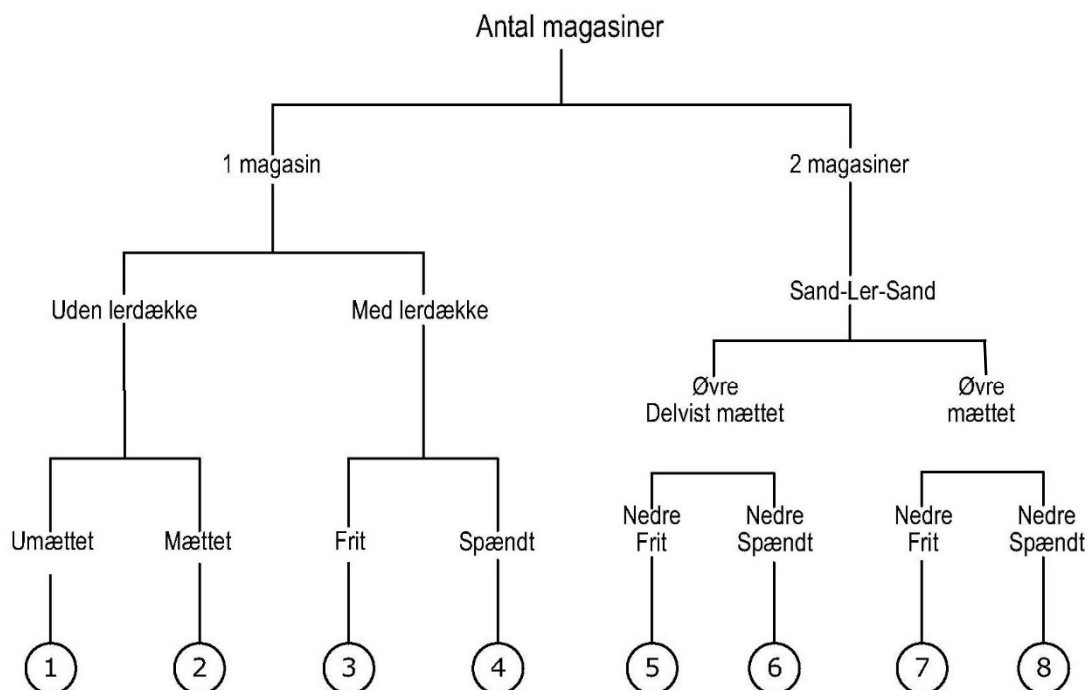 Antal magasiner
1 magasin
2 magasiner
Uden lerdække
Med lerdække
Sand-Ler-Sand
Øvre
Delvist mættet
Øvre
mættet
Umættet
Mættet
Frit
Spændt
Nedre
Frit
Nedre
Spændt
Nedre
Frit
Nedre
Spændt
1
2
3
4
5
6
7
8